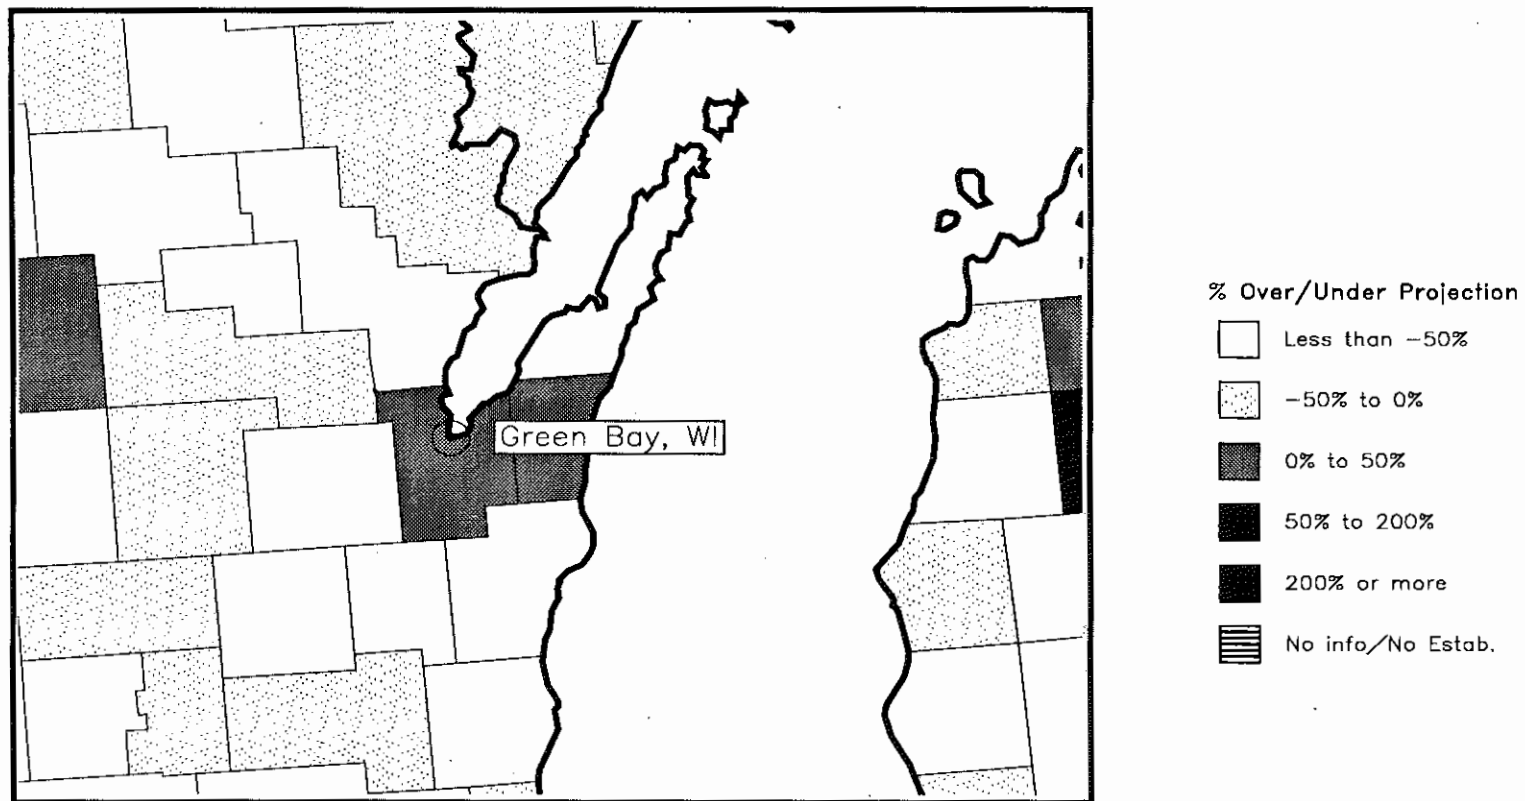 Green Bay, WI
% Over/Under Projection
Less than -50%
-50% to 0%
0% to 50%
50% to 200%
200% or more
No info/No Estab.